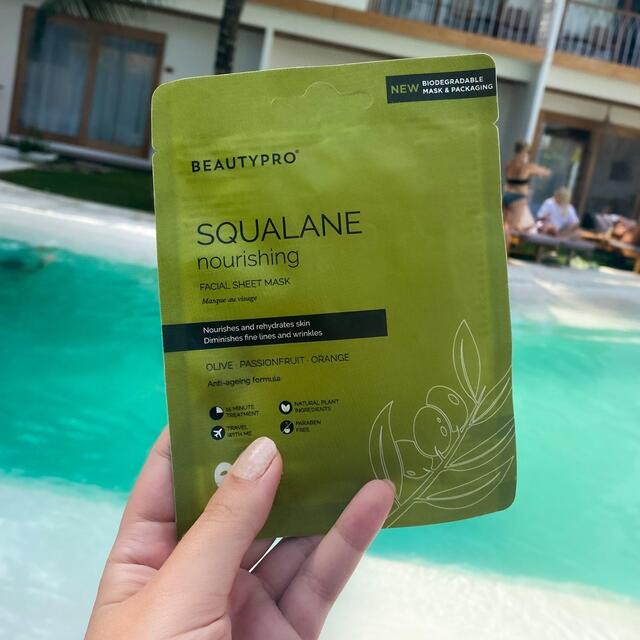 NEW BIODEGRADABLE
MASK & PACKAGING
BEAUTYPRO®
SQUALANE
nourishing
FACIAL SHEET MASK
Masque au visage
Nourishes and rehydrates skin
Diminishes fine lines and wrinkles
OLIVE · PASSIONFRUIT · ORANGE
Anti-ageing formula
15 MINUTE
TREATMENT
NATURAL PLANT
INGREDIENTS
TRAVEL
WITH ME
PARABEN
FREE